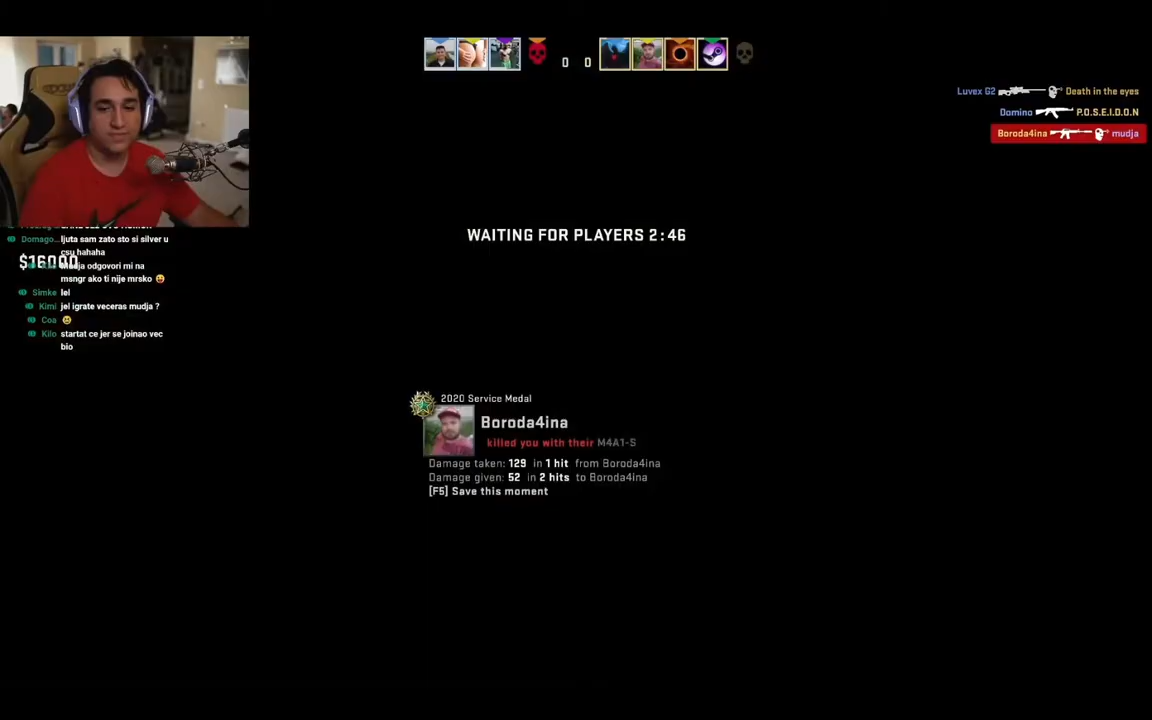 0 0
Luvex G2 Death in the eyes
Domino P.O.S.E.I.D.O.N
Boroda4ina mudja
WAITING FOR PLAYERS 2:46
Domago... ljuta sam zato sto si silver u
csu hahaha
$16000
Mudja odgovori mi na
msngr ako ti nije mrsko
Simke lel
Kimi jel igrate veceras mudja ?
Coa
Kilo startat ce jer se joinao vec
bio
2020 Service Medal
Boroda4ina
killed you with their M4A1-S
Damage taken: 129 in 1 hit from Boroda4ina
Damage given: 52 in 2 hits to Boroda4ina
[F5] Save this moment